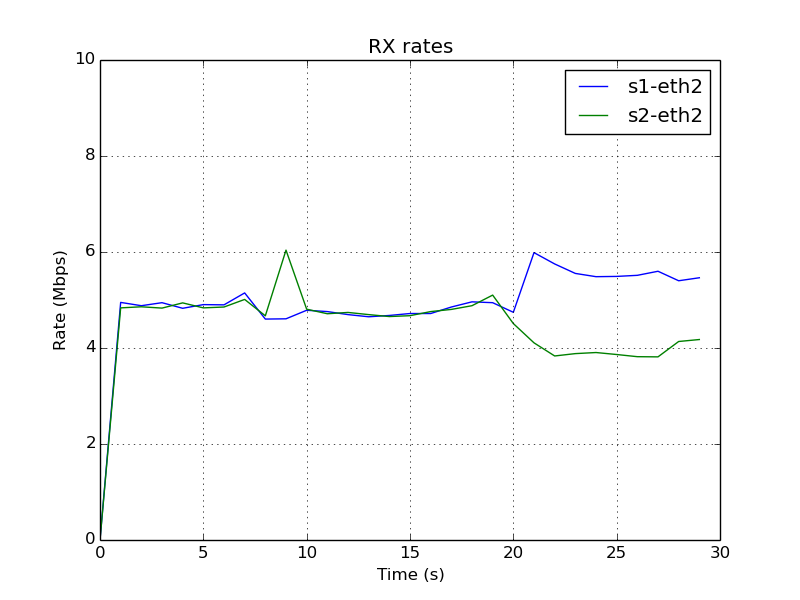 RX rates
10
8
6
4
2
0
Rate (Mbps)
s1-eth2
s2-eth2
0 5 10 15 20 25 30
Time (s)